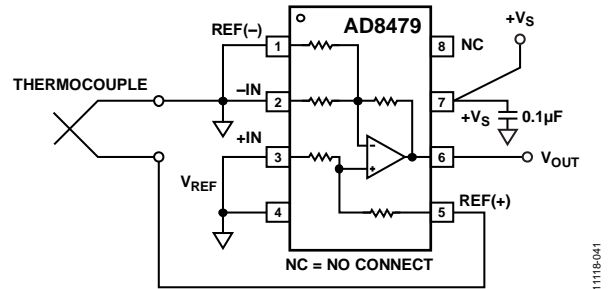 REF(–)
AD8479
+VS
1
8
NC
THERMOCOUPLE
–IN
2
7
+VS
0.1µF
+IN
3
–
+
6
VOUT
VREF
REF(+)
4
5
NC = NO CONNECT
11118-041